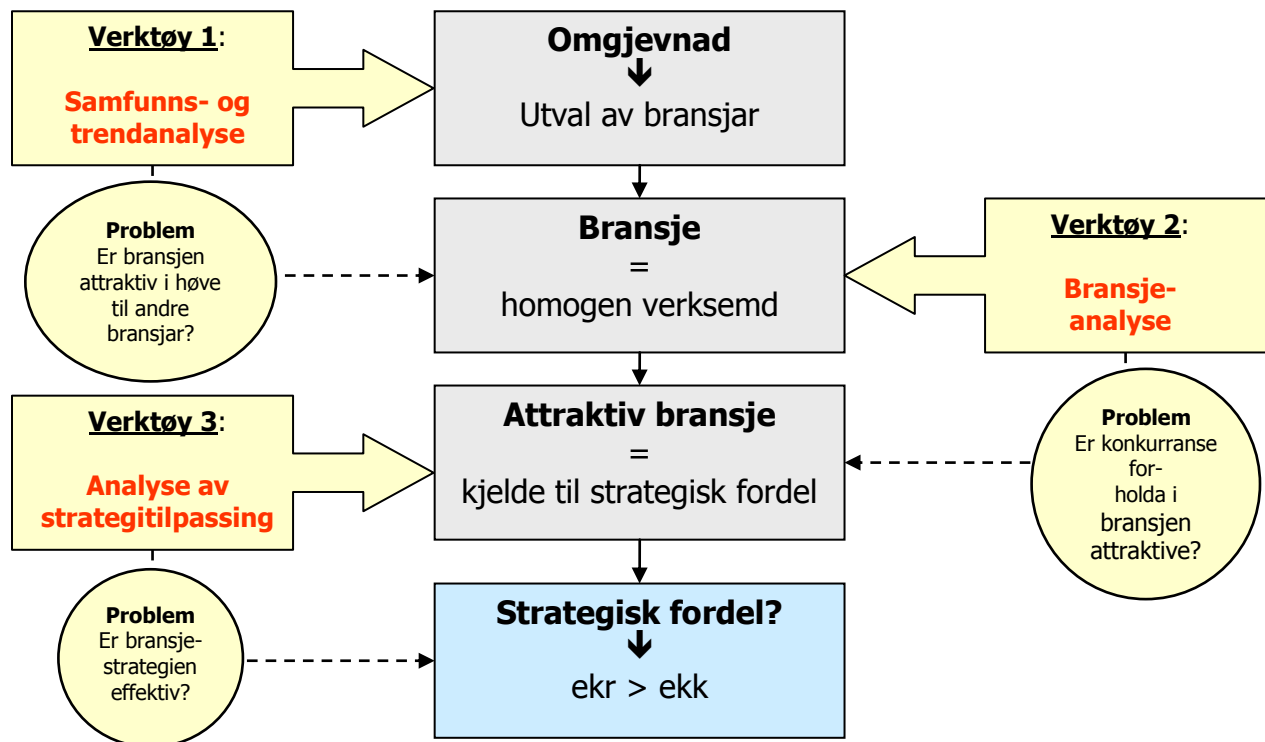 Verktøy 1:
Samfunns- og
trendanalyse
Omgjevnad
↓
Utval av bransjar
Problem
Er bransjen
attraktiv i høve
til andre
bransjar?
Bransje
=
homogen verksemd
Verktøy 2:
Bransje-
analyse
Verktøy 3:
Analyse av
strategitilpassing
Attraktiv bransje
=
kjelde til strategisk fordel
Problem
Er konkurranse
for-
holda i
bransjen
attraktive?
Problem
Er bransje-
strategien
effektiv?
Strategisk fordel?
↓
ekr > ekk